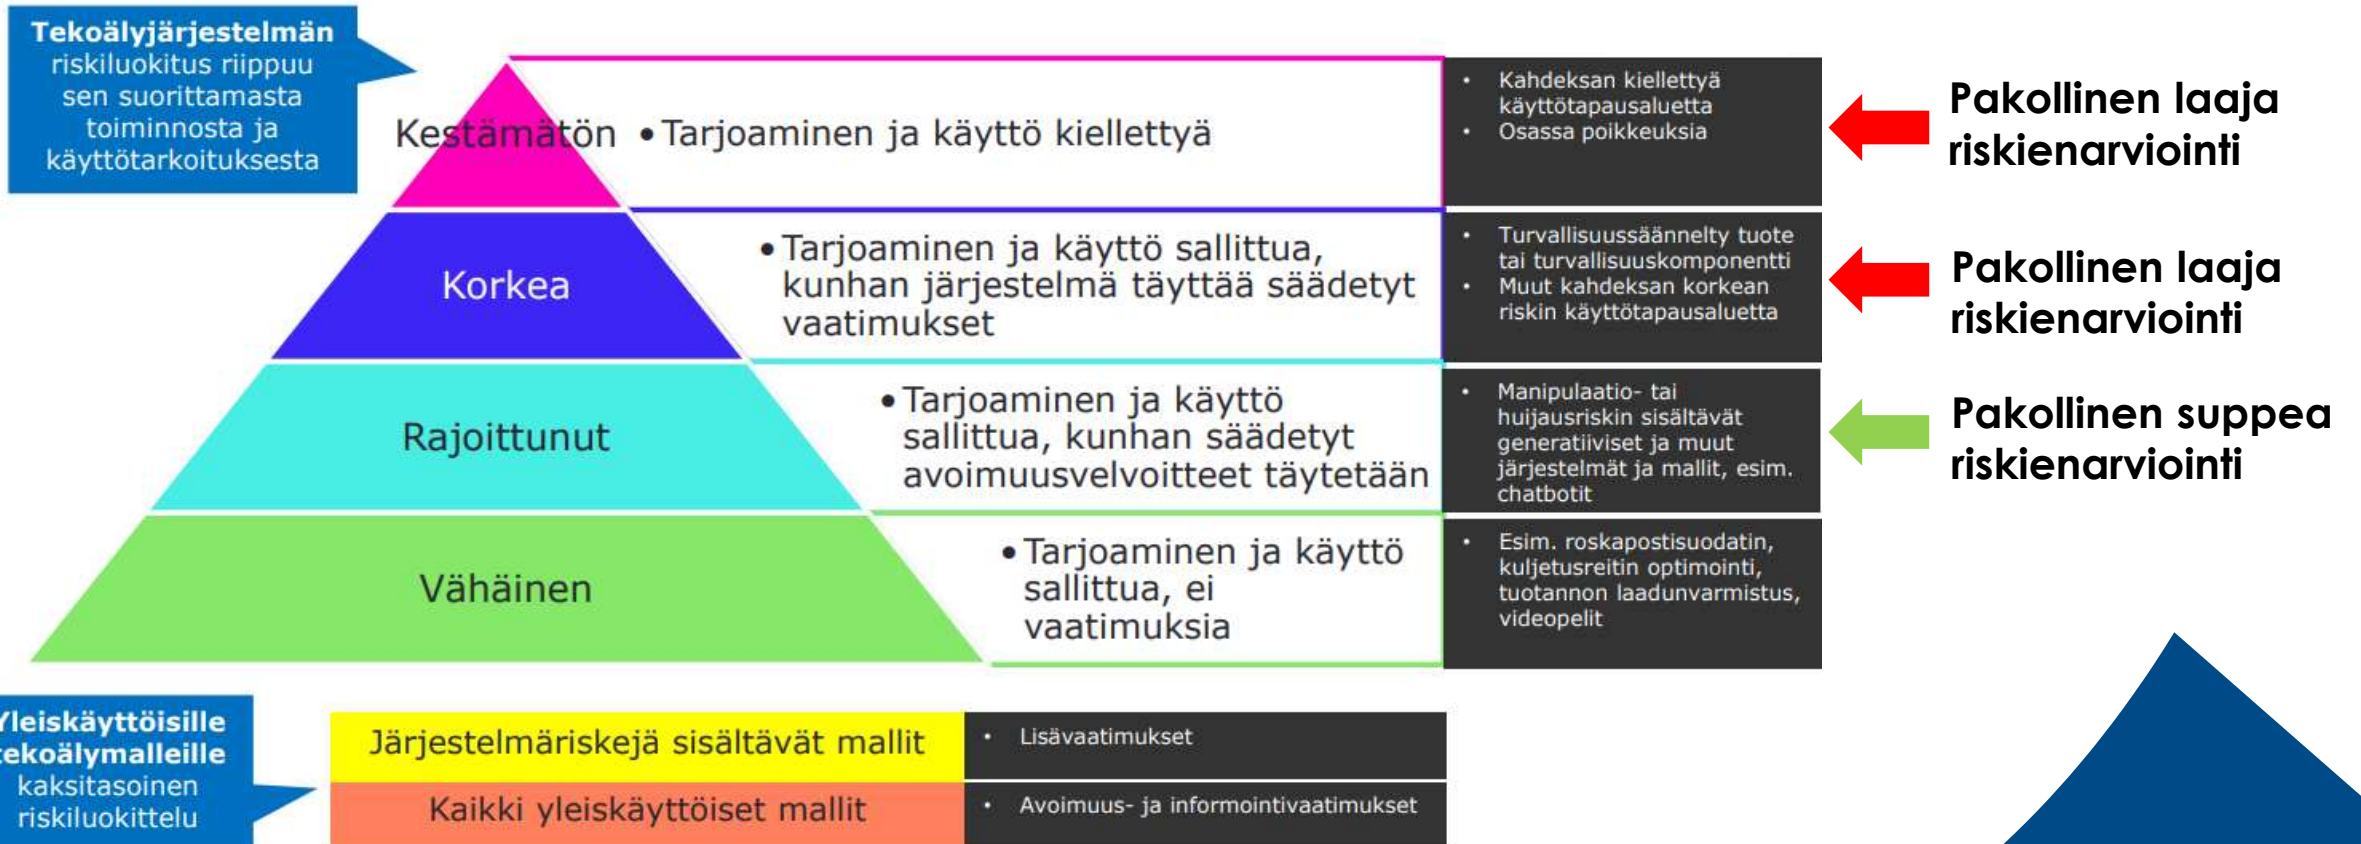 Tekoälyjärjestelmän
riskiluokitus riippuu
sen suorittamasta
toiminnosta ja
käyttötarkoituksesta
Kestämätön
• Tarjoaminen ja käyttö kiellettyä
• Kahdeksan kiellettyä
käyttötapausaluetta
• Osassa poikkeuksia
Pakollinen laaja
riskienarviointi
Korkea
• Tarjoaminen ja käyttö sallittua,
kunhan järjestelmä täyttää säädetyt
vaatimukset
• Turvallisuussäännelty tuote
tai turvallisuuskomponentti
• Muut kahdeksan korkean
riskin käyttötapausaluetta
Pakollinen laaja
riskienarviointi
Rajoittunut
• Tarjoaminen ja käyttö
sallittua, kunhan säädetyt
avoimuusvelvoitteet täytetään
• Manipulaatio- tai
huijausriskin sisältävät
generatiiviset ja muut
järjestelmät ja mallit, esim.
chatbotit
Pakollinen suppea
riskienarviointi
Vähäinen
• Tarjoaminen ja käyttö
sallittua, ei
vaatimuksia
• Esim. roskapostisuodatin,
kuljetusreitin optimointi,
tuotannon laadunvarmistus,
videopelit
Yleiskäyttöisille
tekoälymalleille
kaksitasoinen
riskiluokittelu
Järjestelmäriskejä sisältävät mallit
• Lisävaatimukset
Kaikki yleiskäyttöiset mallit
• Avoimuus- ja informointivaatimukset